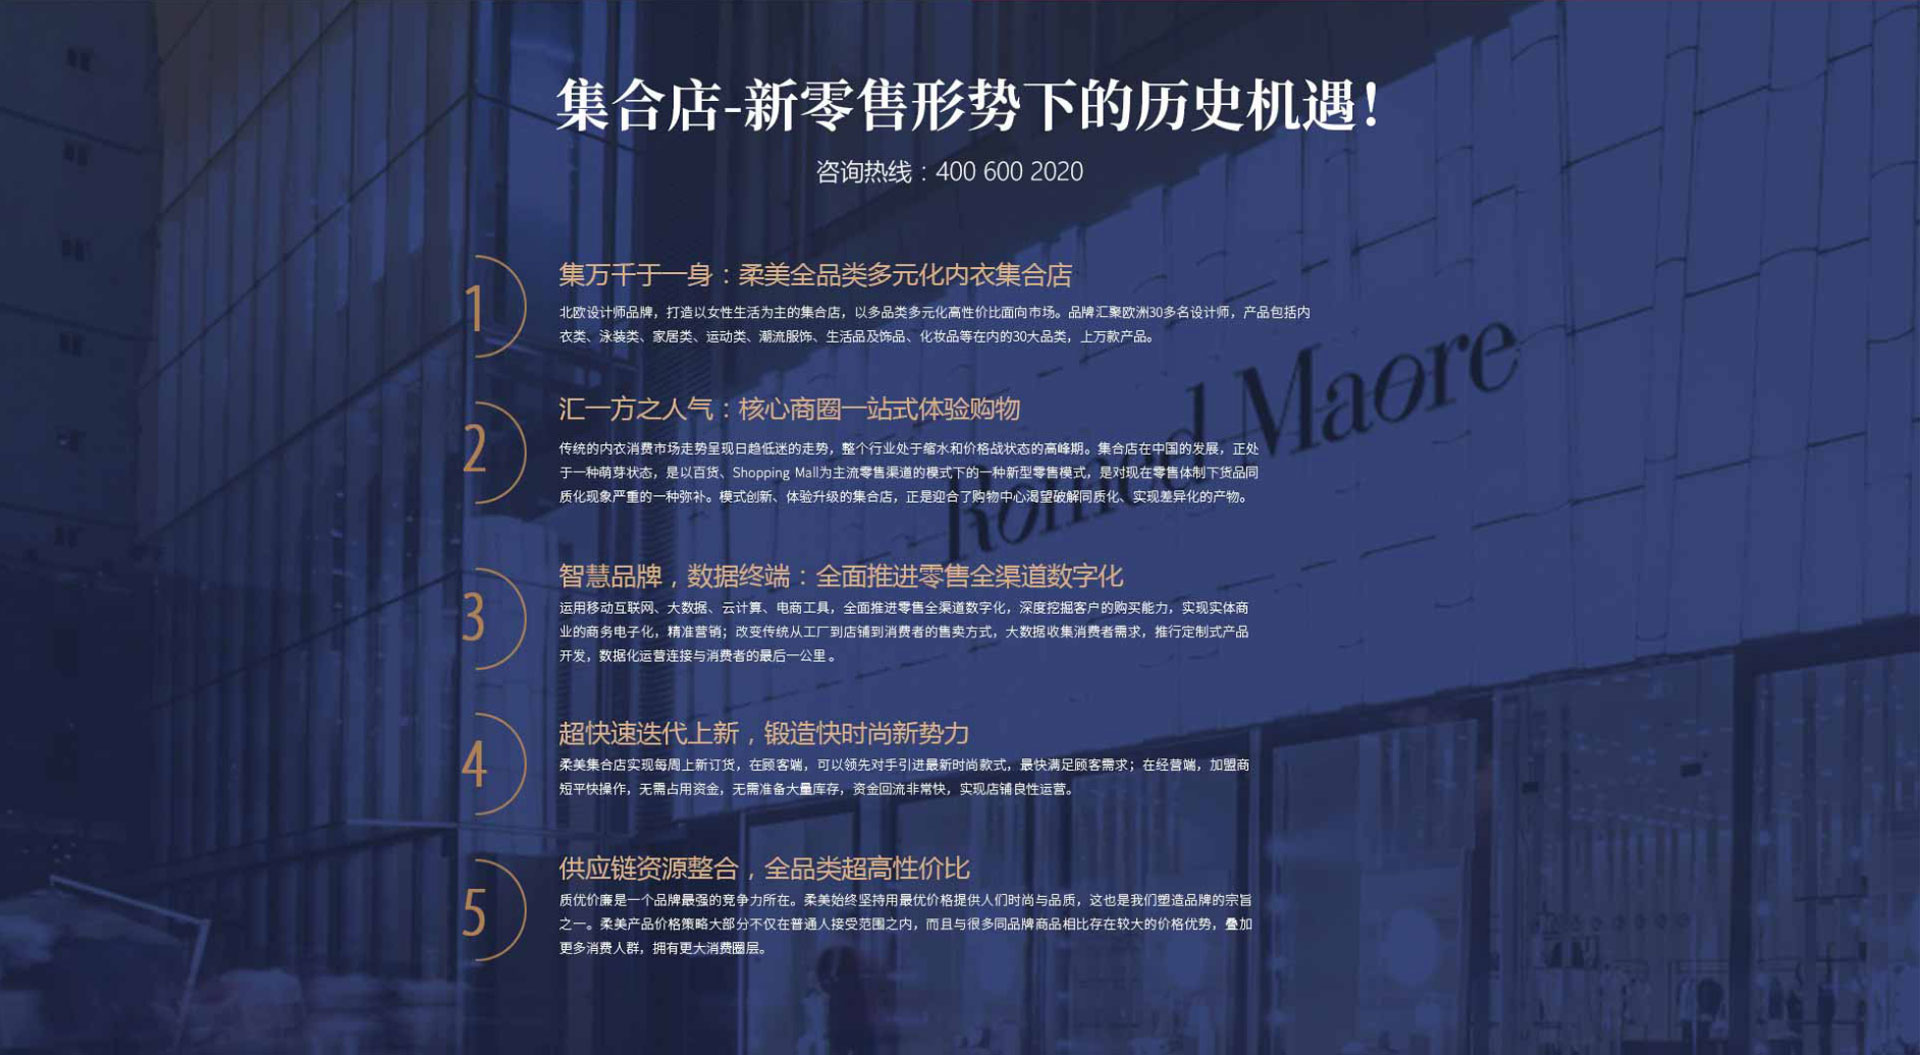 集合店-新零售形势下的历史机遇！
咨询热线：400 600 2020
1
集万千于一身：柔美全品类多元化内衣集合店
北欧设计师品牌，打造以女性生活为主的集合店，以多品类多元化高性价比面向市场。品牌汇聚欧洲30多名设计师，产品包括内
衣类、泳装类、家居类、运动类、潮流服饰、生活品及饰品、化妆品等在内的30大品类，上万款产品。
2
汇一方之人气：核心商圈一站式体验购物
传统的内衣消费市场走势呈现日趋低迷的走势，整个行业处于缩水和价格战状态的高峰期。集合店在中国的发展，正处
于一种萌芽状态，是以百货、Shopping Mall为主流零售渠道的模式下的一种新型零售模式，是对现在零售体制下货品同
质化现象严重的一种弥补。模式创新、体验升级的集合店，正是迎合了购物中心渴望破解同质化、实现差异化的产物。
Maore
3
智慧品牌，数据终端：全面推进零售全渠道数字化
运用移动互联网、大数据、云计算、电商工具，全面推进零售全渠道数字化，深度挖掘客户的购买能力，实现实体商
业的商务电子化，精准营销；改变传统从工厂到店铺到消费者的售卖方式，大数据收集消费者需求，推行定制式产品
开发，数据化运营连接与消费者的最后一公里。
4
超快速迭代上新，锻造快时尚新势力
柔美集合店实现每周上新订货，在顾客端，可以领先对手引进最新时尚款式，最快满足顾客需求；在经营端，加盟商
短平快操作，无需占用资金，无需准备大量库存，资金回流非常快，实现店铺良性运营。
5
供应链资源整合，全品类超高性价比
质优价廉是一个品牌最强的竞争力所在。柔美始终坚持用最优价格提供人们时尚与品质，这也是我们塑造品牌的宗旨
之一。柔美产品价格策略大部分不仅在普通人接受范围之内，而且与很多同品牌商品相比存在较大的价格优势，叠加
更多消费人群，拥有更大消费圈层。